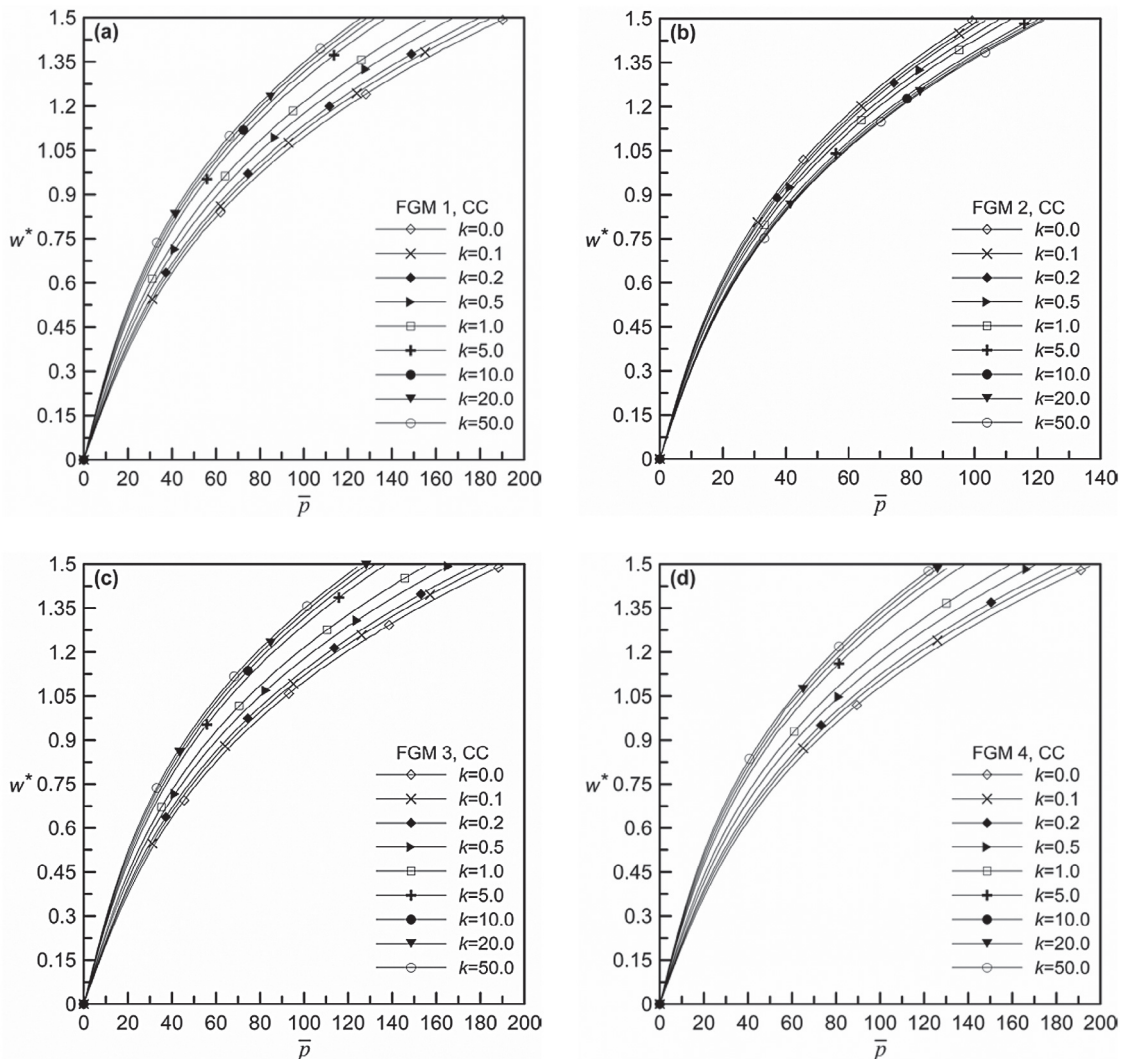 (a)
1.5
1.35
1.2
1.05
0.9
w* 0.75
0.6
0.45
0.3
0.15
0
0 20 40 60 80 100 120 140 160 180 200
p̅
FGM 1, CC
k=0.0
k=0.1
k=0.2
k=0.5
k=1.0
k=5.0
k=10.0
k=20.0
k=50.0
(b)
1.5
1.35
1.2
1.05
0.9
w* 0.75
0.6
0.45
0.3
0.15
0
0 20 40 60 80 100 120 140
p̅
FGM 2, CC
k=0.0
k=0.1
k=0.2
k=0.5
k=1.0
k=5.0
k=10.0
k=20.0
k=50.0
(c)
1.5
1.35
1.2
1.05
0.9
w* 0.75
0.6
0.45
0.3
0.15
0
0 20 40 60 80 100 120 140 160 180 200
p̅
FGM 3, CC
k=0.0
k=0.1
k=0.2
k=0.5
k=1.0
k=5.0
k=10.0
k=20.0
k=50.0
(d)
1.5
1.35
1.2
1.05
0.9
w* 0.75
0.6
0.45
0.3
0.15
0
0 20 40 60 80 100 120 140 160 180 200
p̅
FGM 4, CC
k=0.0
k=0.1
k=0.2
k=0.5
k=1.0
k=5.0
k=10.0
k=20.0
k=50.0